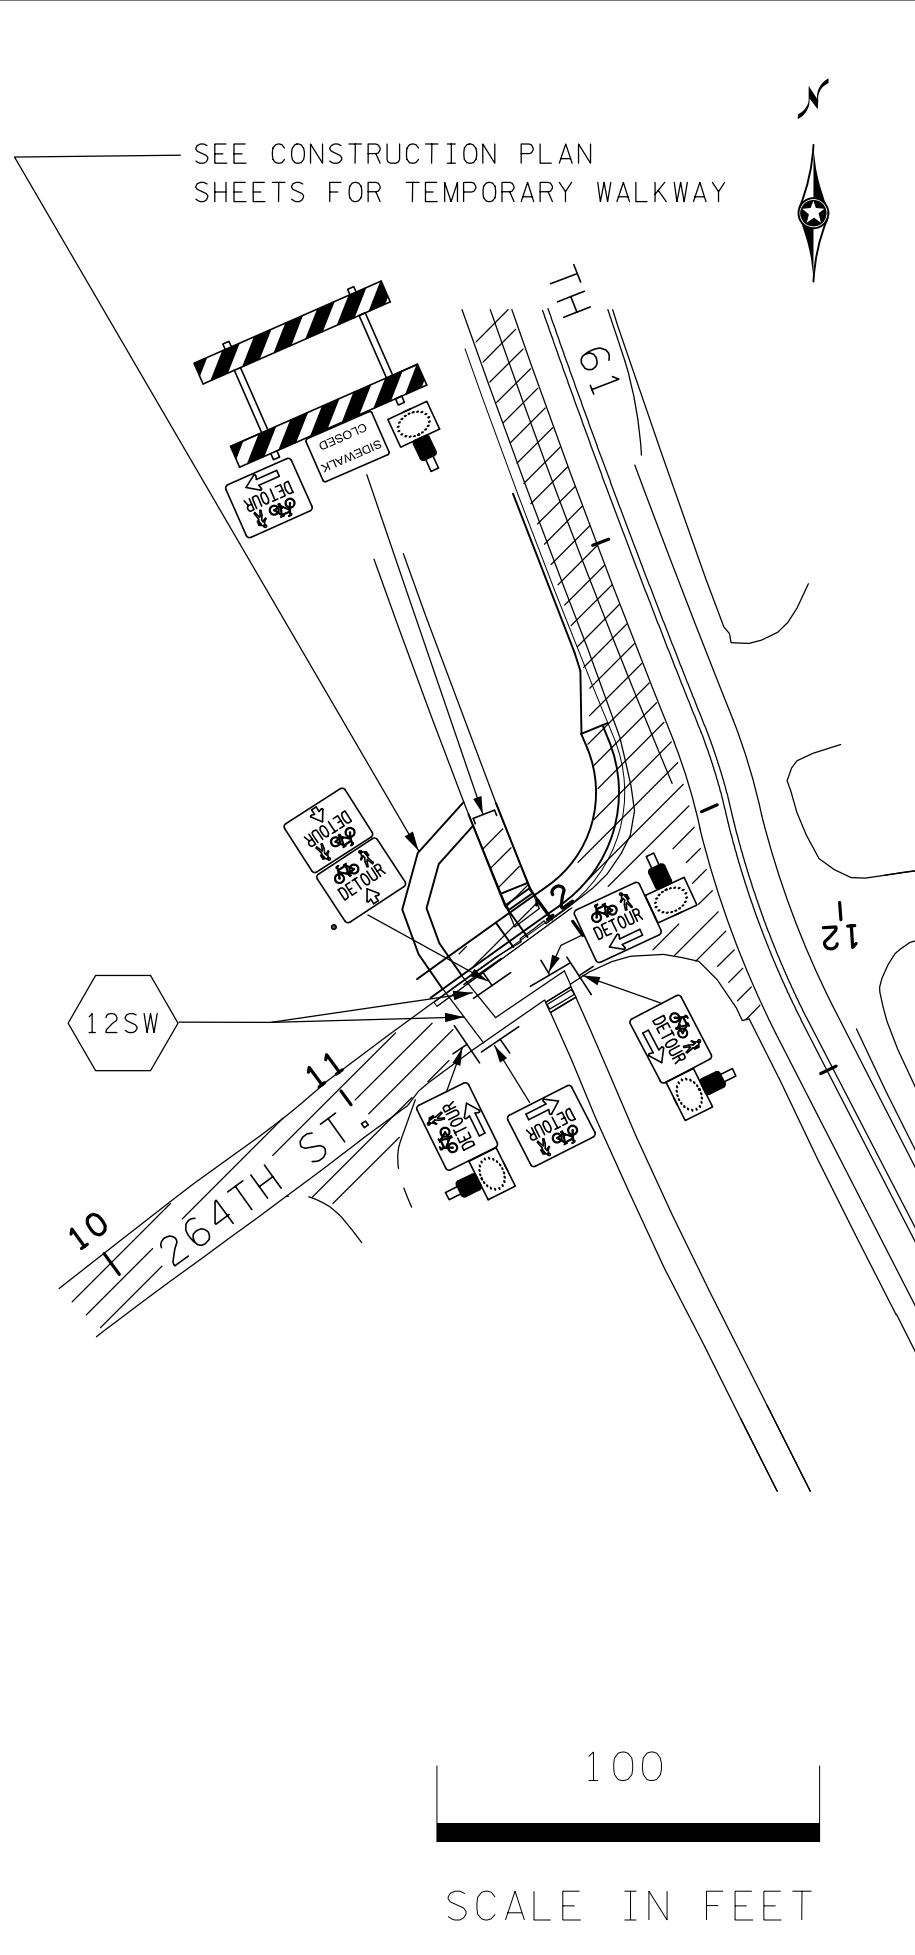 N
SEE CONSTRUCTION PLAN
SHEETS FOR TEMPORARY WALKWAY
TH 61
SIDEWALK
CLOSED
DETOUR
DETOUR
DETOUR
2
DETOUR
12
12SW
DETOUR
11
DETOUR
DETOUR
264TH ST.
10
100
SCALE IN FEET